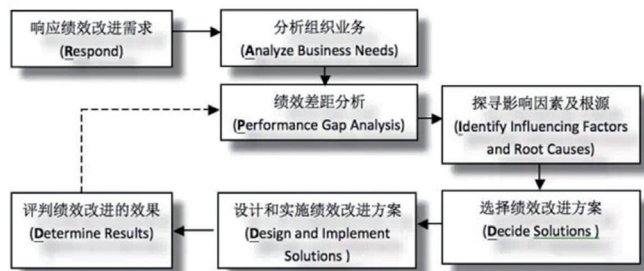 响应绩效改进需求
(Respond)
分析组织业务
(Analyze Business Needs)
绩效差距分析
(Performance Gap Analysis)
探寻影响因素及根源
(Identify Influencing Factors
and Root Causes)
选择绩效改进方案
(Decide Solutions )
设计和实施绩效改进方案
(Design and Implement
Solutions )
评判绩效改进的效果
(Determine Results)